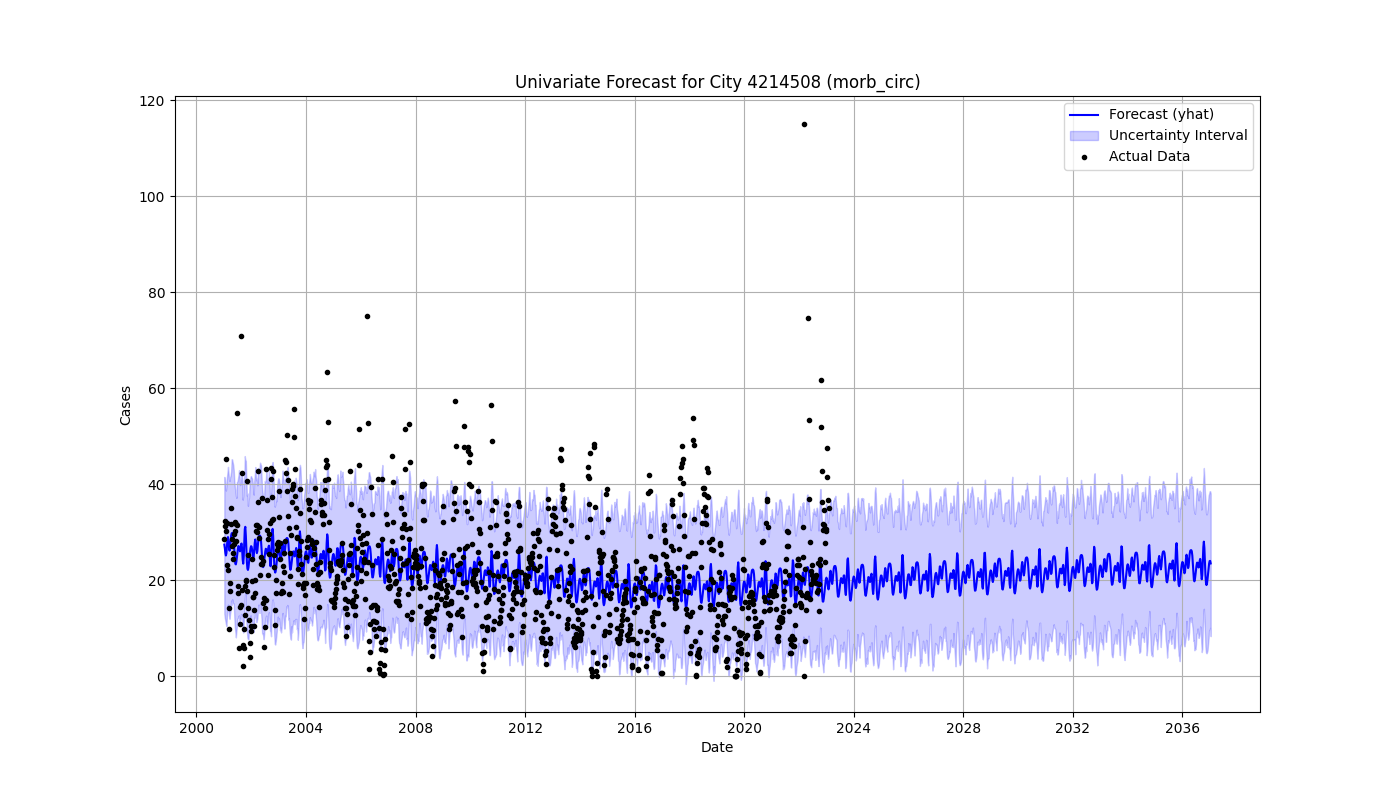 Univariate Forecast for City 4214508 (morb_circ)
Forecast (yhat)
Uncertainty Interval
Actual Data
120
100
80
60
40
20
0
Cases
2000
2004
2008
2012
2016
2020
2024
2028
2032
2036
Date